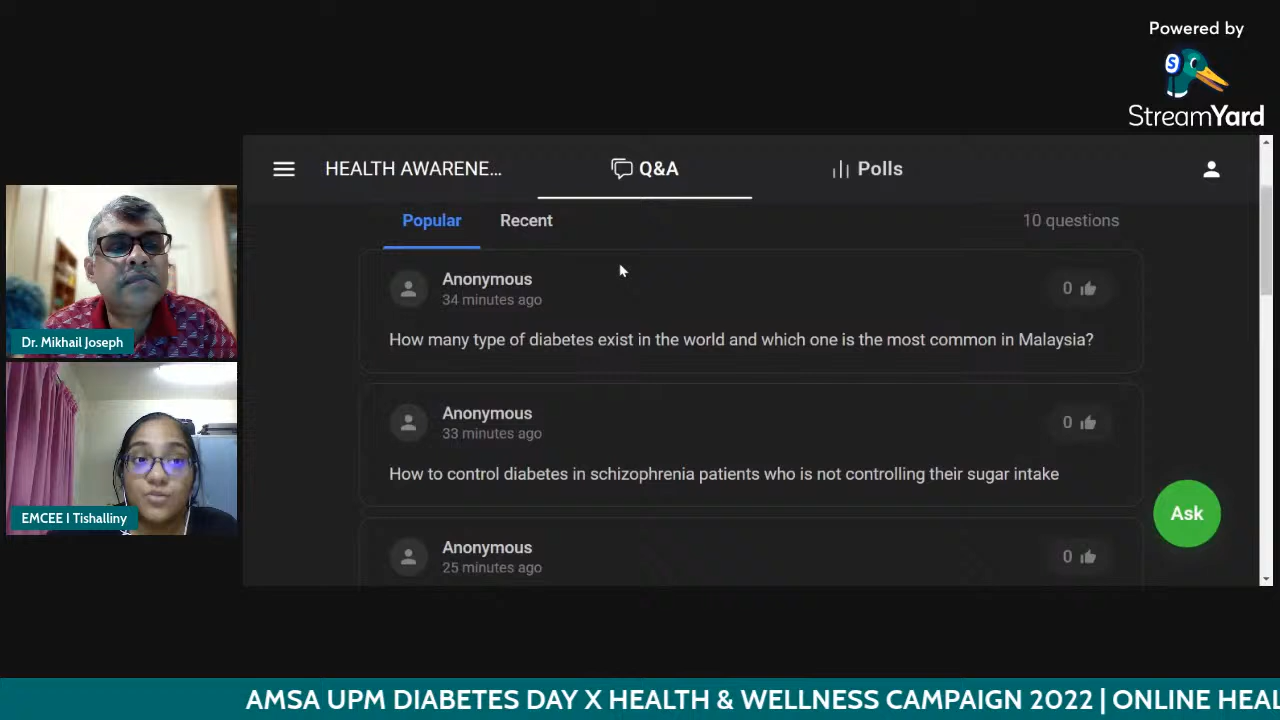 Powered by
StreamYard
HEALTH AWARENE...
Q&A
Polls
Popular
Recent
10 questions
Anonymous
34 minutes ago
0
How many type of diabetes exist in the world and which one is the most common in Malaysia?
Anonymous
33 minutes ago
0
How to control diabetes in schizophrenia patients who is not controlling their sugar intake
Anonymous
25 minutes ago
0
Ask
Dr. Mikhail Joseph
EMCEE I Tishalliny
AMSA UPM DIABETES DAY X HEALTH & WELLNESS CAMPAIGN 2022 | ONLINE HEAL